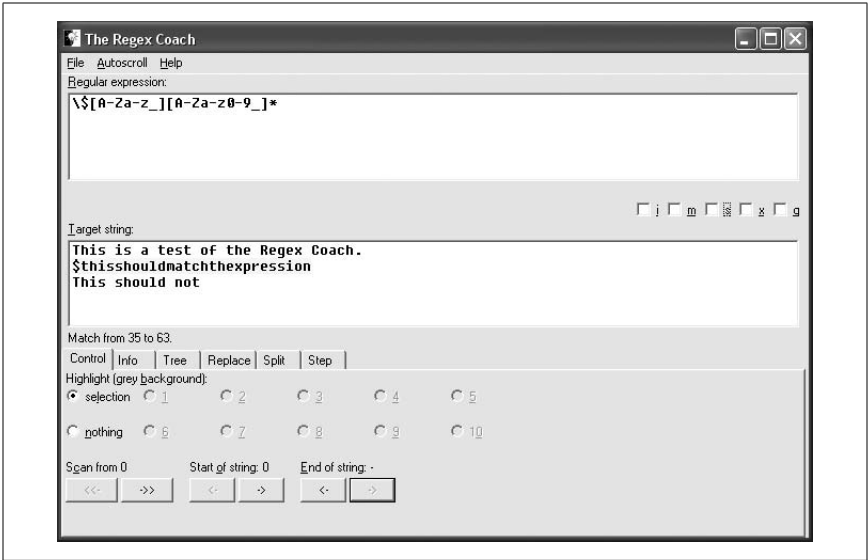 The Regex Coach
File Autoscroll Help
Regular expression:
\$[A-Za-z_][A-Za-z0-9_]*
i m s x g
Target string:
This is a test of the Regex Coach.
$thisshouldmatchthexpression
This should not
Match from 35 to 63.
Control Info Tree Replace Split Step
Highlight (grey background):
selection 1 2 3 4 5
nothing 6 7 8 9 10
Scan from 0 Start of string: 0 End of string: -
<<- ->> <- -> <- ->